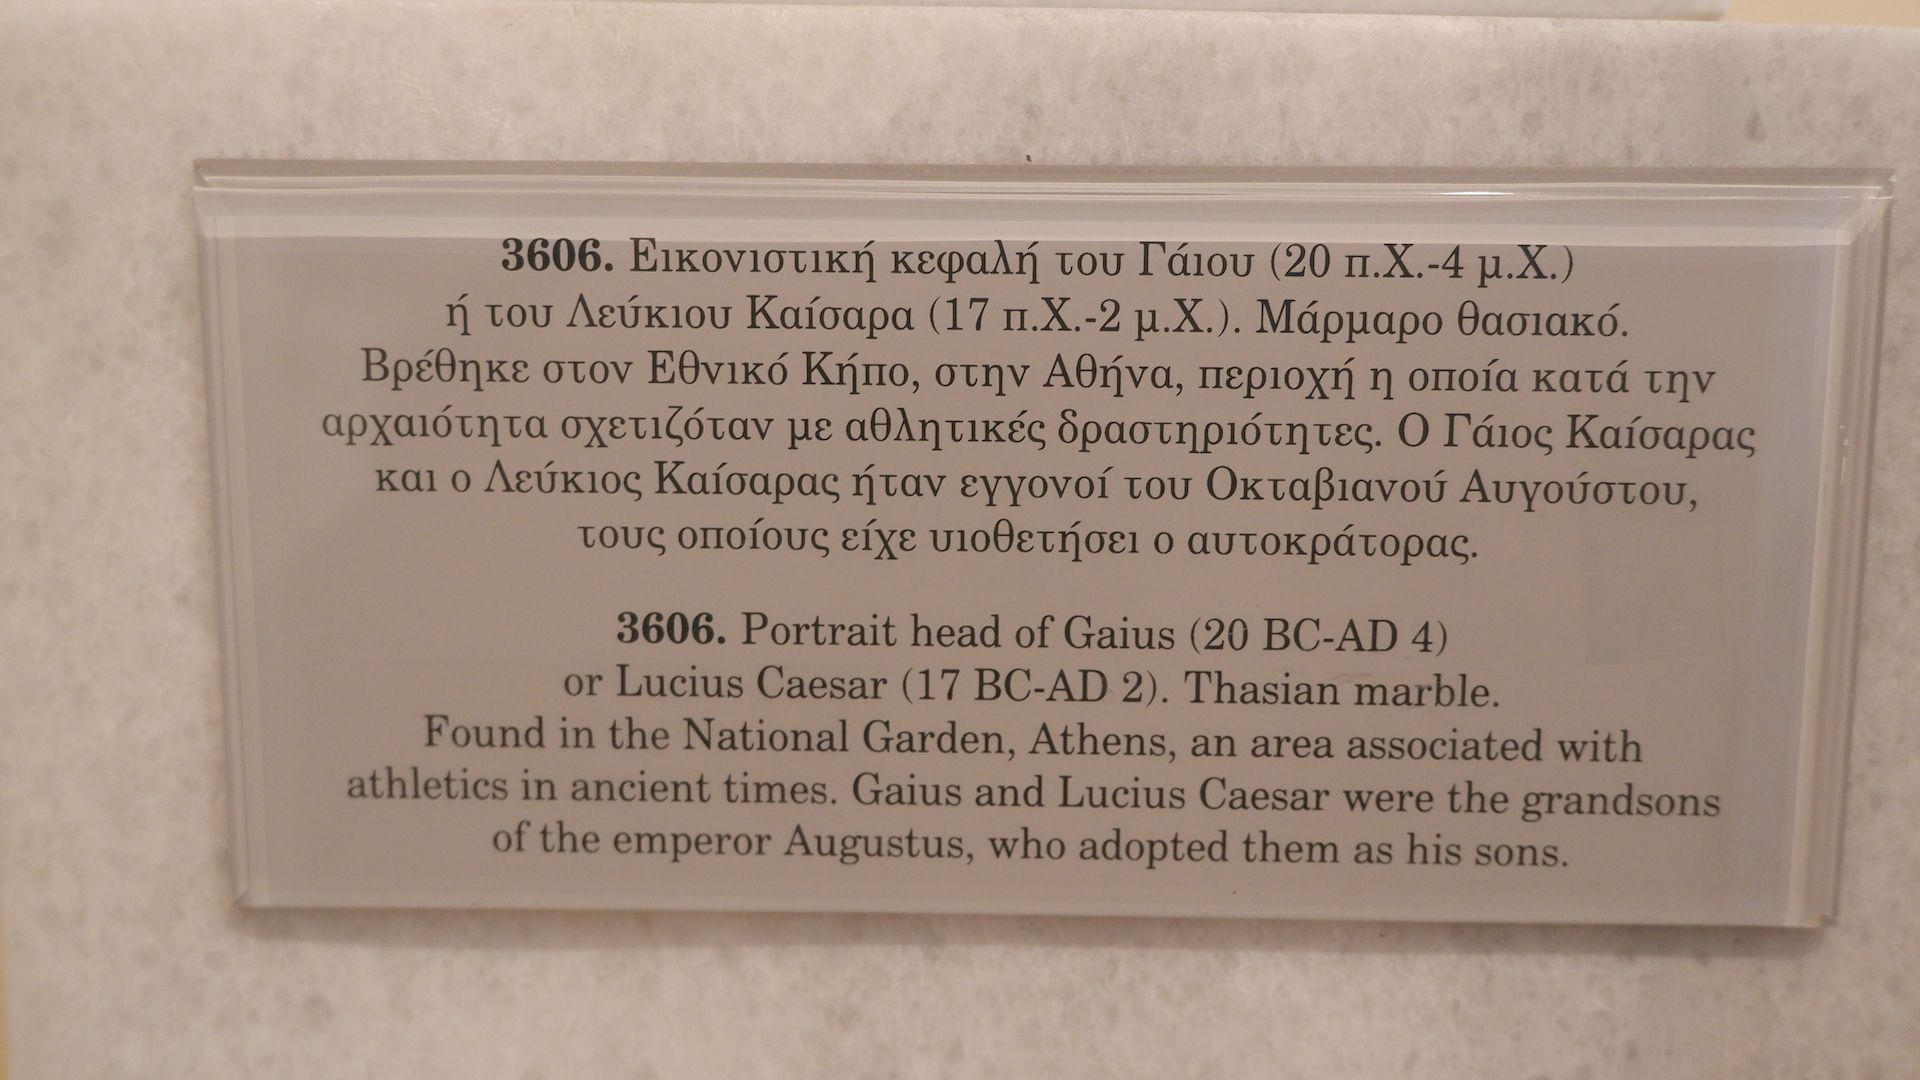 3606. Εικονιστική κεφαλή του Γάιου (20 π.Χ.-4 μ.Χ.)
ή του Λεύκιου Καίσαρα (17 π.Χ.-2 μ.Χ.). Μάρμαρο θασιακό.
Βρέθηκε στον Εθνικό Κήπο, στην Αθήνα, περιοχή η οποία κατά την
αρχαιότητα σχετιζόταν με αθλητικές δραστηριότητες. Ο Γάιος Καίσαρας
και ο Λεύκιος Καίσαρας ήταν εγγονοί του Οκταβιανού Αυγούστου,
τους οποίους είχε υιοθετήσει ο αυτοκράτορας.
3606. Portrait head of Gaius (20 BC-AD 4)
or Lucius Caesar (17 BC-AD 2). Thasian marble.
Found in the National Garden, Athens, an area associated with
athletics in ancient times. Gaius and Lucius Caesar were the grandsons
of the emperor Augustus, who adopted them as his sons.